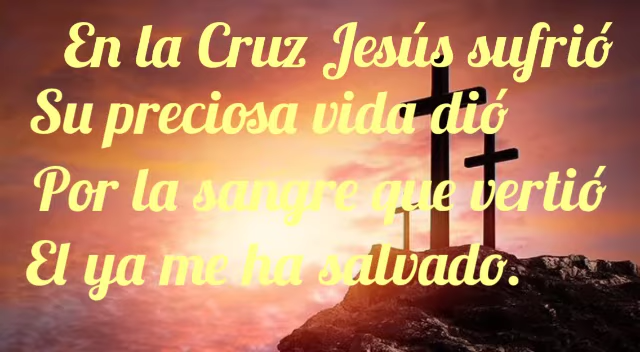 En la Cruz Jesús sufrió
Su preciosa vida dió
Por la sangre que vertió
El ya me ha salvado.